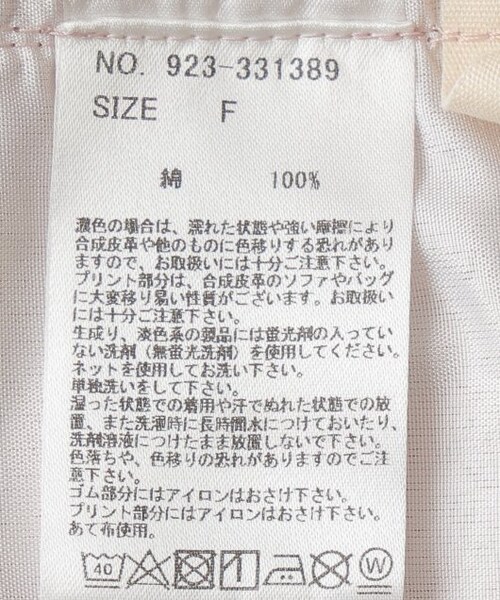 NO. 923-331389
SIZE F
綿 100%
濃色の場合は、濡れた状態や強い摩擦により
合成皮革や他のものに色移りする恐れがあり
ますので、お取扱いには十分ご注意下さい。
プリント部分は、合成皮革のソファやバッグ
に大変移り易い性質がございます。お取扱い
には十分ご注意下さい。
生成り、淡色系の製品には蛍光剤の入ってい
ない洗剤（無蛍光洗剤）を使用してください。
ネットを使用してお洗い下さい。
単独洗いをして下さい。
湿った状態での着用や汗でぬれた状態での放
置、また洗濯時に長時間水につけておいたり、
洗剤溶液につけたまま放置しないで下さい。
色落ちや、色移りの恐れがありますのでご注
意下さい。
ゴム部分にはアイロンはおさけ下さい。
プリント部分にはアイロンはおさけ下さい。
あて布使用。
40 W